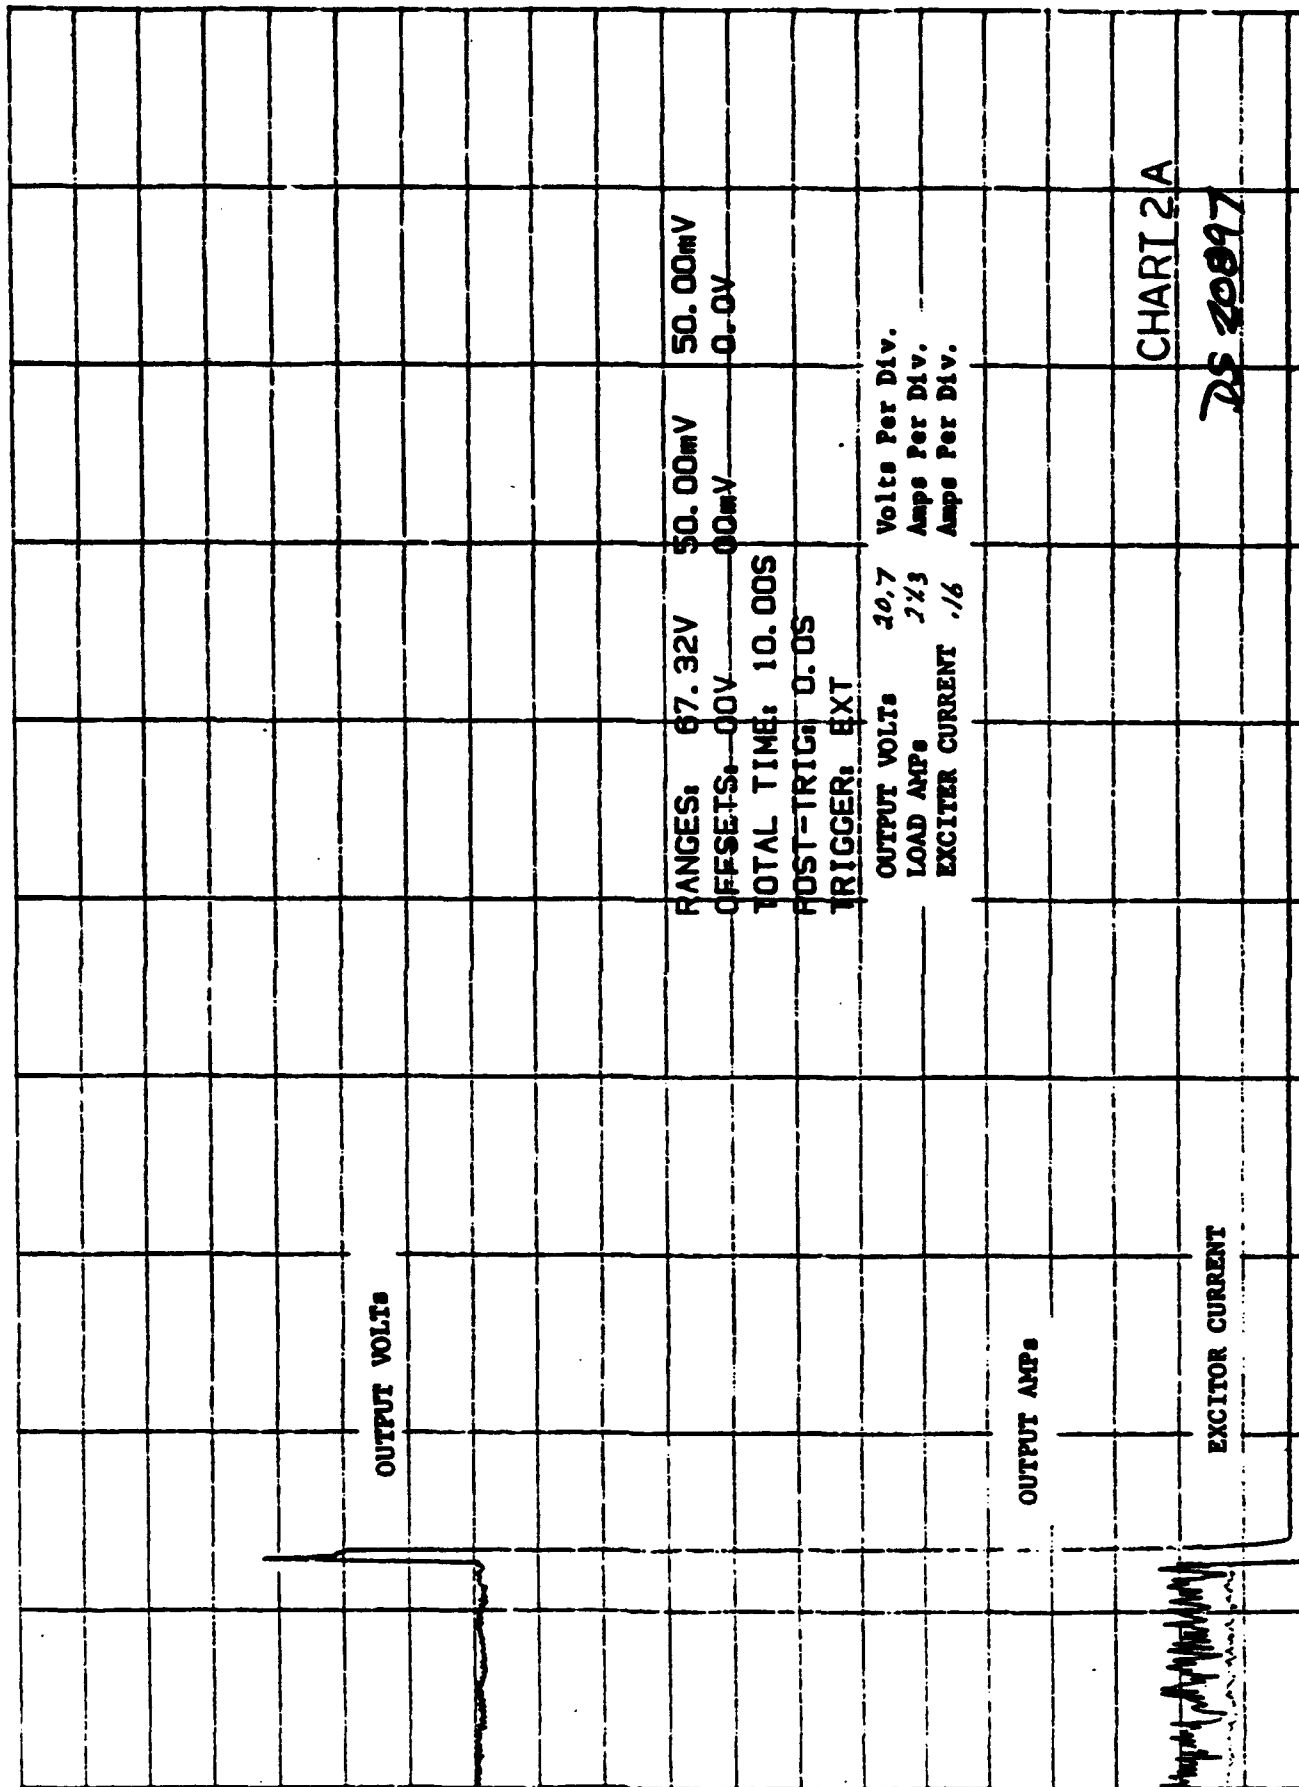 RANGES: 67.32V 50.00mV 50.00mV
OFFSETS: .00V .00mV 0.0V
TOTAL TIME: 10.00S
POST-TRIG: 0.0S
TRIGGER: EXT
OUTPUT VOLTs 20.7 Volts Per Div.
LOAD AMPs Amps Per Div.
EXCITER CURRENT .16 Amps Per Div.
OUTPUT VOLTs
OUTPUT AMPs
EXCITOR CURRENT
CHART 2A
DS 20897